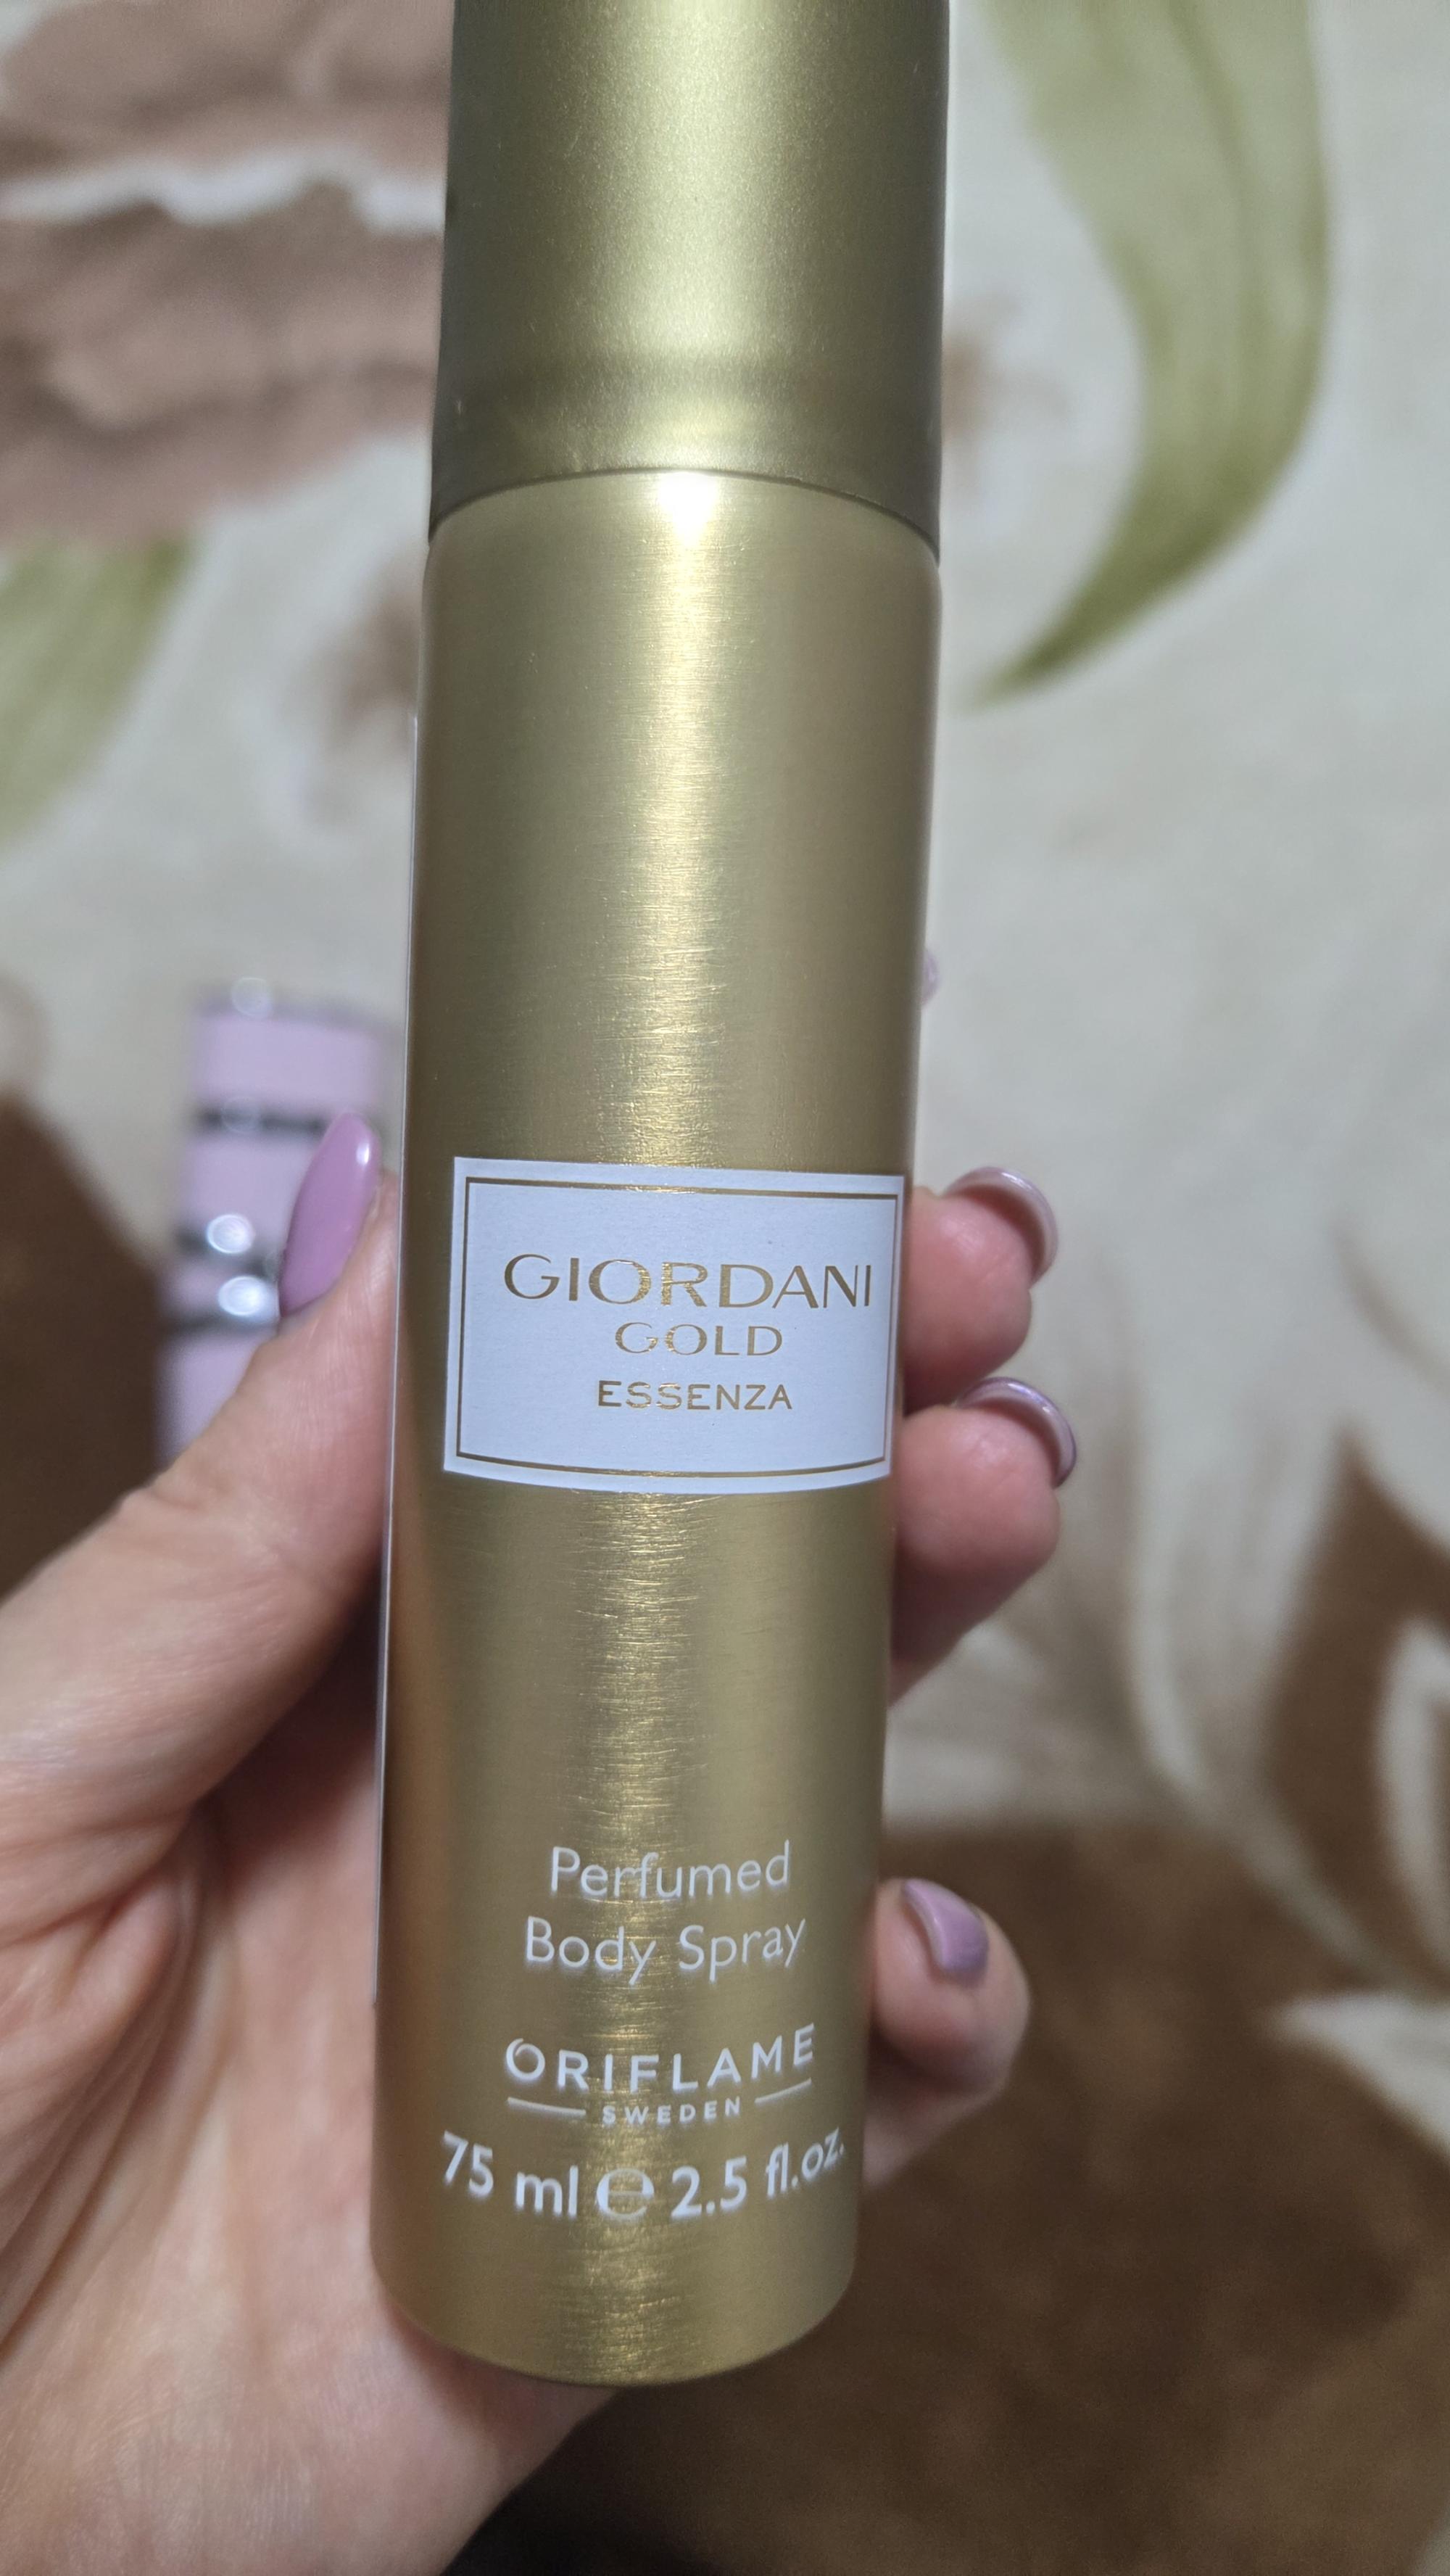 GIORDANI
GOLD
ESSENZA
Perfumed
Body Spray
ORIFLAME
SWEDEN
75 ml ℮ 2.5 fl.oz.